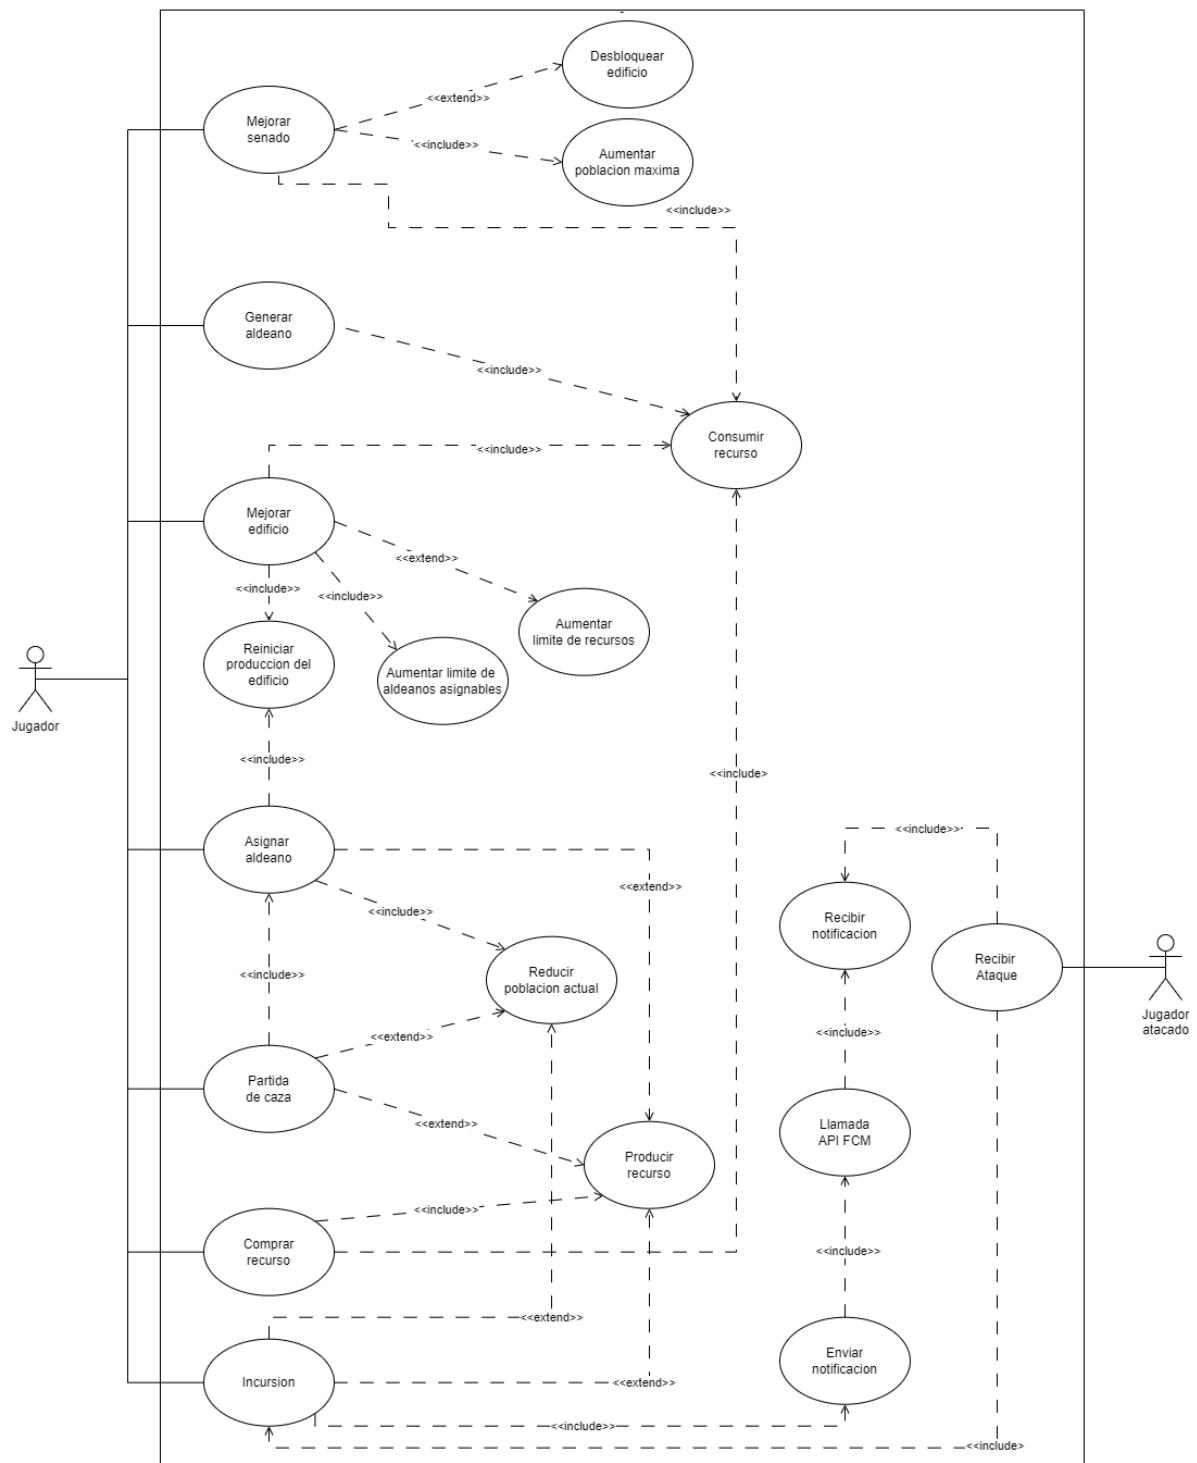 Desbloquear
edificio
<<extend>>
Mejorar
senado
<<include>>
Aumentar
poblacion maxima
<<include>>
Generar
aldeano
<<include>>
Consumir
recurso
<<include>>
Mejorar
edificio
<<extend>>
<<include>>
<<include>>
Aumentar
limite de recursos
Reiniciar
produccion del
edificio
Aumentar limite de
aldeanos asignables
Jugador
<<include>>
<<include>
Asignar
aldeano
<<include>>
<<extend>>
<<include>>
Recibir
notificacion
Recibir
Ataque
<<include>>
Reducir
poblacion actual
Jugador
atacado
<<extend>>
<<include>>
Partida
de caza
<<extend>>
Llamada
API FCM
Producir
recurso
<<include>>
Comprar
recurso
<<include>>
<<extend>>
Enviar
notificacion
Incursion
<<extend>>
<<include>>
<<include>